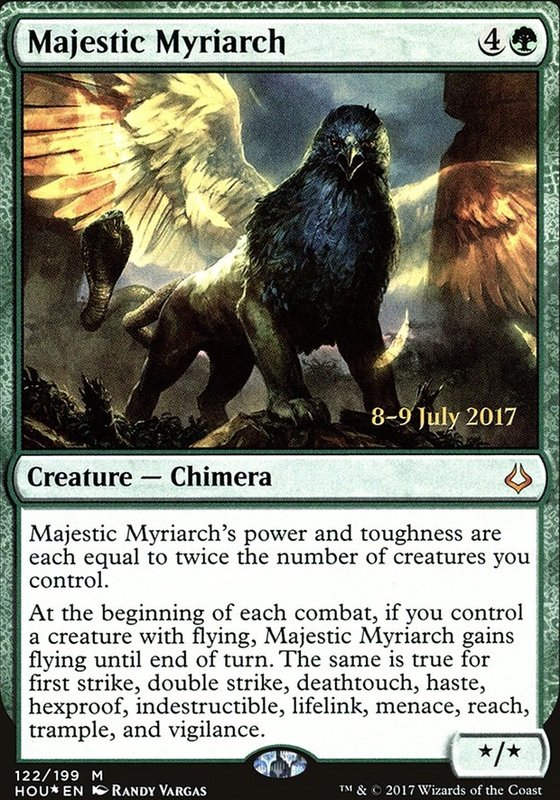 Majestic Myriarch 4
8–9 July 2017
Creature — Chimera
Majestic Myriarch's power and toughness are
each equal to twice the number of creatures you
control.
At the beginning of each combat, if you control
a creature with flying, Majestic Myriarch gains
flying until end of turn. The same is true for
first strike, double strike, deathtouch, haste,
hexproof, indestructible, lifelink, menace, reach,
trample, and vigilance.
*/*
122/199 M
HOU★EN Randy Vargas
™ & © 2017 Wizards of the Coast